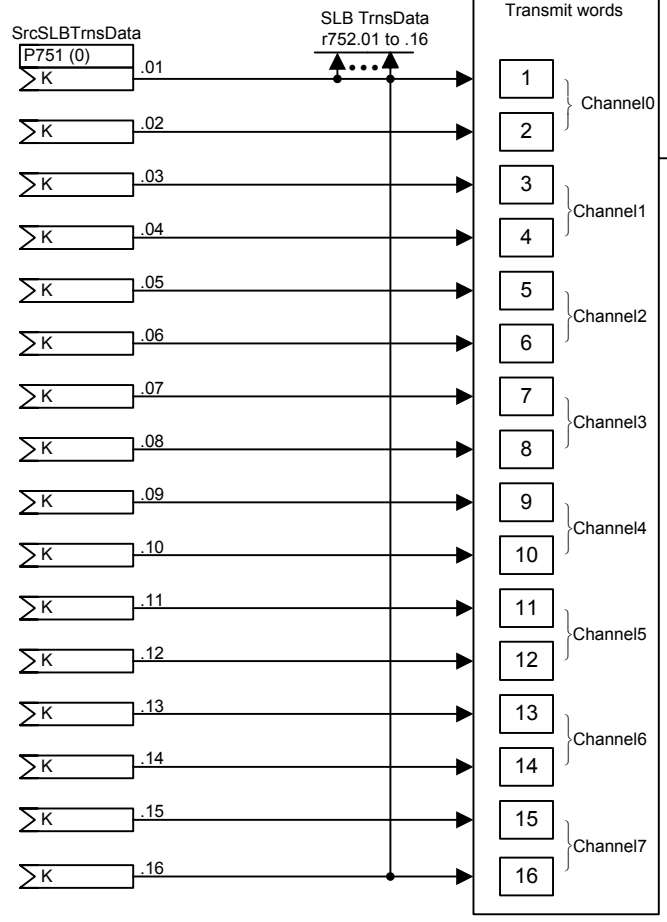 SLB TrnsData
r752.01 to .16
Transmit words
SrcSLBTrnsData
P751 (0)
K .01 1
Channel0
K .02 2
K .03 3
Channel1
K .04 4
K .05 5
Channel2
K .06 6
K .07 7
Channel3
K .08 8
K .09 9
Channel4
K .10 10
K .11 11
Channel5
K .12 12
K .13 13
Channel6
K .14 14
K .15 15
Channel7
K .16 16